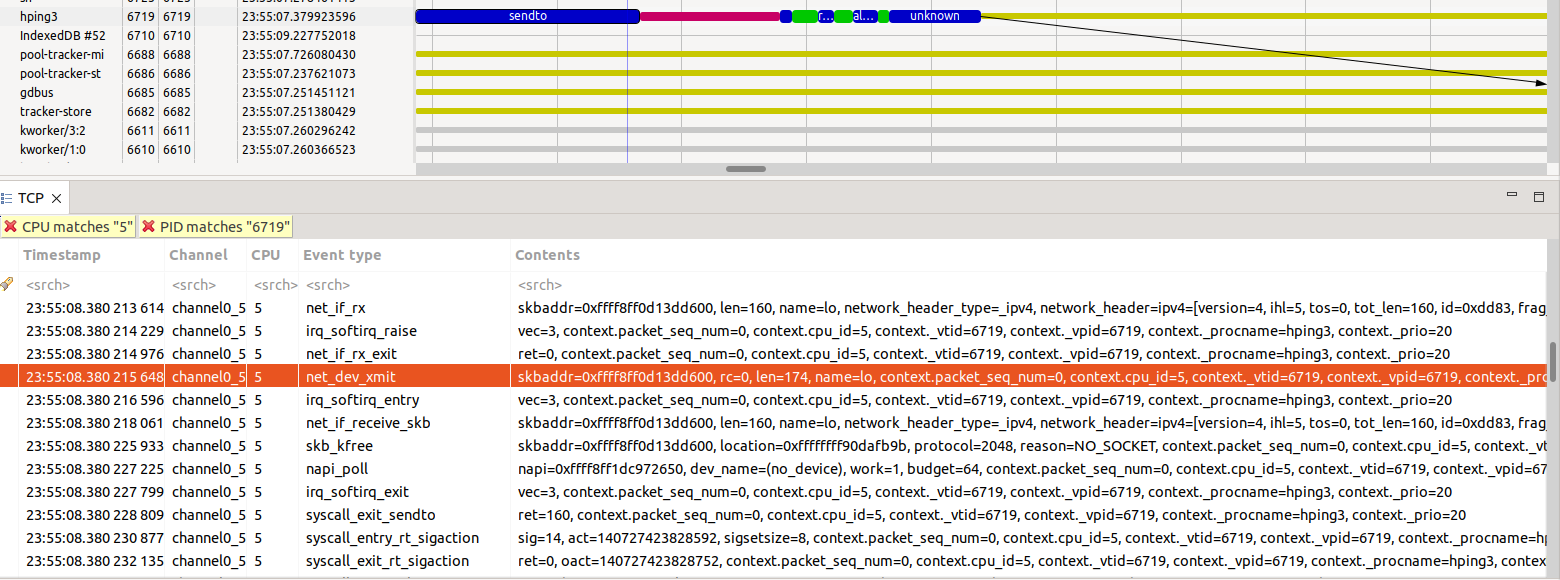 hping3 6719 6719 23:55:07.379923596 sendto r... al... unknown
IndexedDB #52 6710 6710 23:55:09.227752018
pool-tracker-mi 6688 6688 23:55:07.726080430
pool-tracker-st 6686 6686 23:55:07.237621073
gdbus 6685 6685 23:55:07.251451121
tracker-store 6682 6682 23:55:07.251380429
kworker/3:2 6611 6611 23:55:07.260296242
kworker/1:0 6610 6610 23:55:07.260366523
TCP
CPU matches "5" PID matches "6719"
Timestamp Channel CPU Event type Contents
<srch> <srch> <srch> <srch> <srch>
23:55:08.380 213 614 channel0_5 5 net_if_rx skbaddr=0xffff8ff0d13dd600, len=160, name=lo, network_header_type=_ipv4, network_header=ipv4=[version=4, ihl=5, tos=0, tot_len=160, id=0xdd83, frag
23:55:08.380 214 229 channel0_5 5 irq_softirq_raise vec=3, context.packet_seq_num=0, context.cpu_id=5, context._vtid=6719, context._vpid=6719, context._procname=hping3, context._prio=20
23:55:08.380 214 976 channel0_5 5 net_if_rx_exit ret=0, context.packet_seq_num=0, context.cpu_id=5, context._vtid=6719, context._vpid=6719, context._procname=hping3, context._prio=20
23:55:08.380 215 648 channel0_5 5 net_dev_xmit skbaddr=0xffff8ff0d13dd600, rc=0, len=174, name=lo, context.packet_seq_num=0, context.cpu_id=5, context._vtid=6719, context._vpid=6719, context._proc
23:55:08.380 216 596 channel0_5 5 irq_softirq_entry vec=3, context.packet_seq_num=0, context.cpu_id=5, context._vtid=6719, context._vpid=6719, context._procname=hping3, context._prio=20
23:55:08.380 218 061 channel0_5 5 net_if_receive_skb skbaddr=0xffff8ff0d13dd600, len=160, name=lo, network_header_type=_ipv4, network_header=ipv4=[version=4, ihl=5, tos=0, tot_len=160, id=0xdd83, frag
23:55:08.380 225 933 channel0_5 5 skb_kfree skbaddr=0xffff8ff0d13dd600, location=0xffffffff90dafb9b, protocol=2048, reason=NO_SOCKET, context.packet_seq_num=0, context.cpu_id=5, context._vt
23:55:08.380 227 225 channel0_5 5 napi_poll napi=0xffff8ff1dc972650, dev_name=(no_device), work=1, budget=64, context.packet_seq_num=0, context.cpu_id=5, context._vtid=6719, context._vpid=67
23:55:08.380 227 799 channel0_5 5 irq_softirq_exit vec=3, context.packet_seq_num=0, context.cpu_id=5, context._vtid=6719, context._vpid=6719, context._procname=hping3, context._prio=20
23:55:08.380 228 809 channel0_5 5 syscall_exit_sendto ret=160, context.packet_seq_num=0, context.cpu_id=5, context._vtid=6719, context._vpid=6719, context._procname=hping3, context._prio=20
23:55:08.380 230 877 channel0_5 5 syscall_entry_rt_sigaction sig=14, act=140727423828592, sigsetsize=8, context.packet_seq_num=0, context.cpu_id=5, context._vtid=6719, context._vpid=6719, context._procname=hp
23:55:08.380 232 135 channel0_5 5 syscall_exit_rt_sigaction ret=0, oact=140727423828752, context.packet_seq_num=0, context.cpu_id=5, context._vtid=6719, context._vpid=6719, context._procname=hping3, context